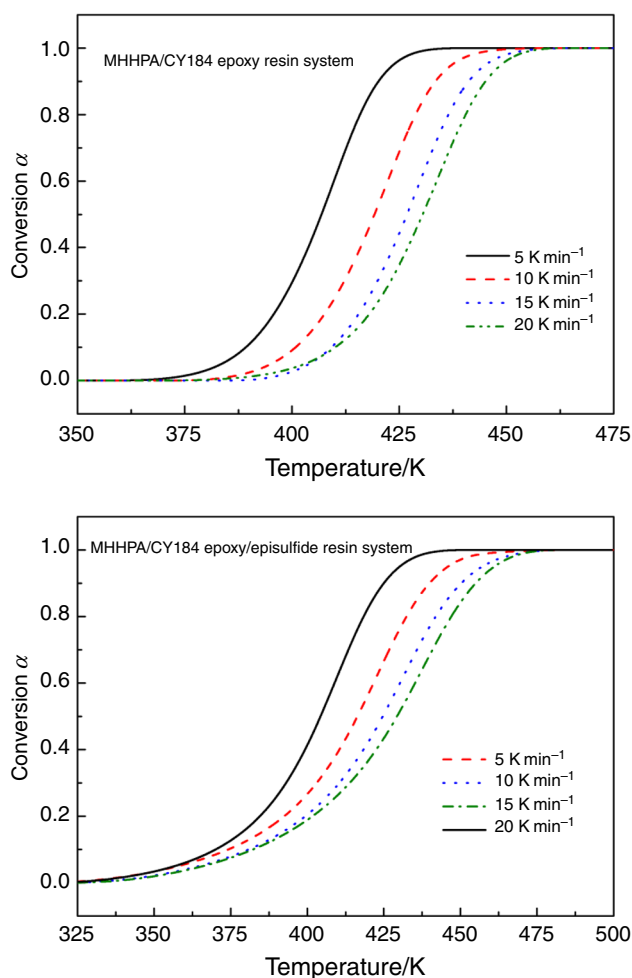 MHHPA/CY184 epoxy resin system
1.0
0.8
0.6
0.4
0.2
0.0
Conversion α
5 K min⁻¹
10 K min⁻¹
15 K min⁻¹
20 K min⁻¹
350 375 400 425 450 475
Temperature/K
MHHPA/CY184 epoxy/episulfide resin system
1.0
0.8
0.6
0.4
0.2
0.0
Conversion α
5 K min⁻¹
10 K min⁻¹
15 K min⁻¹
20 K min⁻¹
325 350 375 400 425 450 475 500
Temperature/K